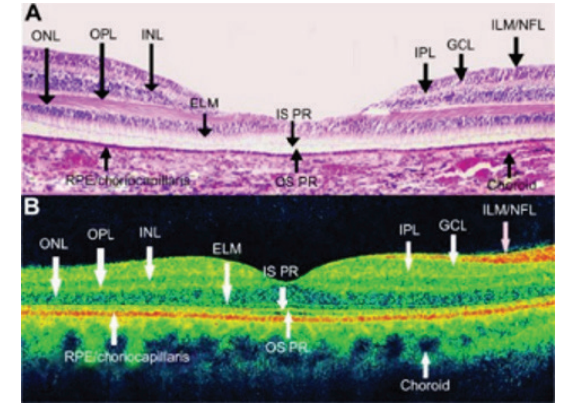 A
ILM/NFL
ONL OPL INL GCL
IPL
ELM IS PR
RPE/choriocapillaris OS PR Choroid
B
ILM/NFL
ONL OPL INL IPL GCL
ELM
IS PR
RPE/choriocapillaris OS PR
Choroid